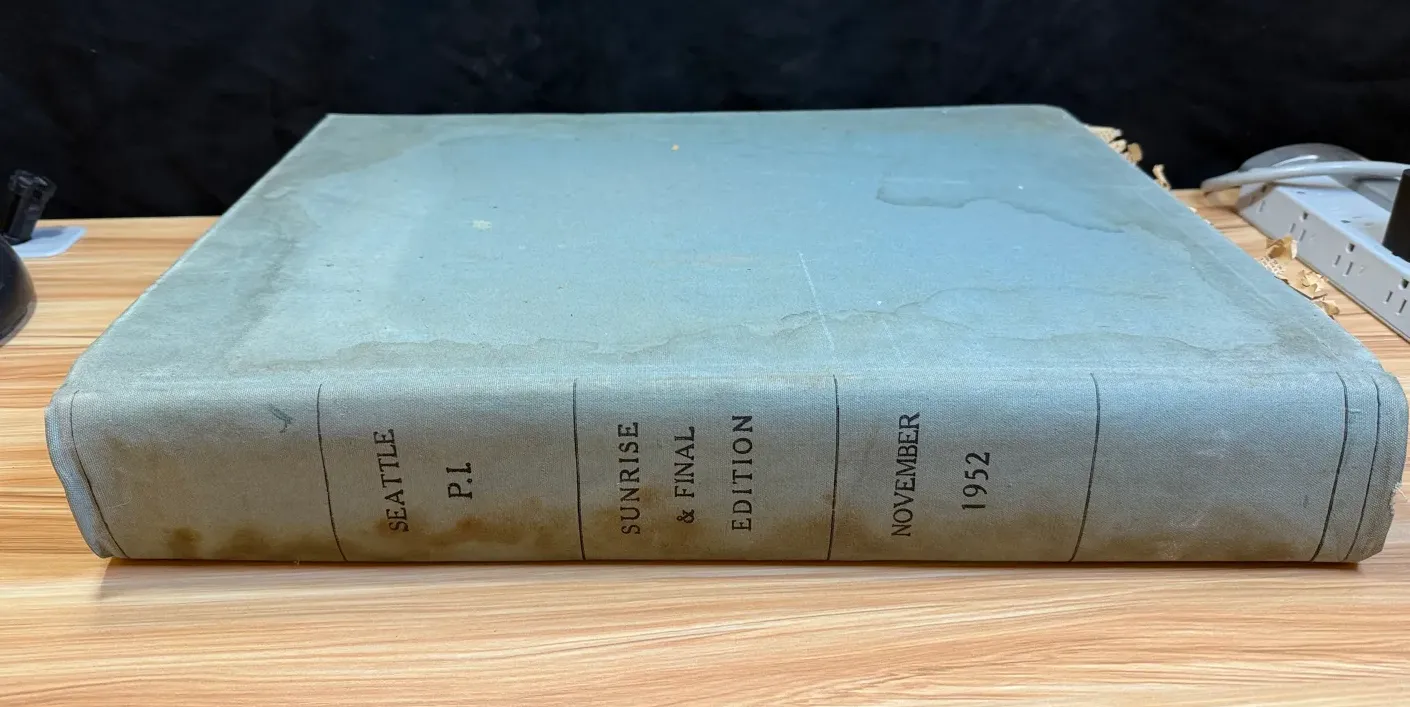 SEATTLE
P.I.
SUNRISE
& FINAL
EDITION
NOVEMBER
1952